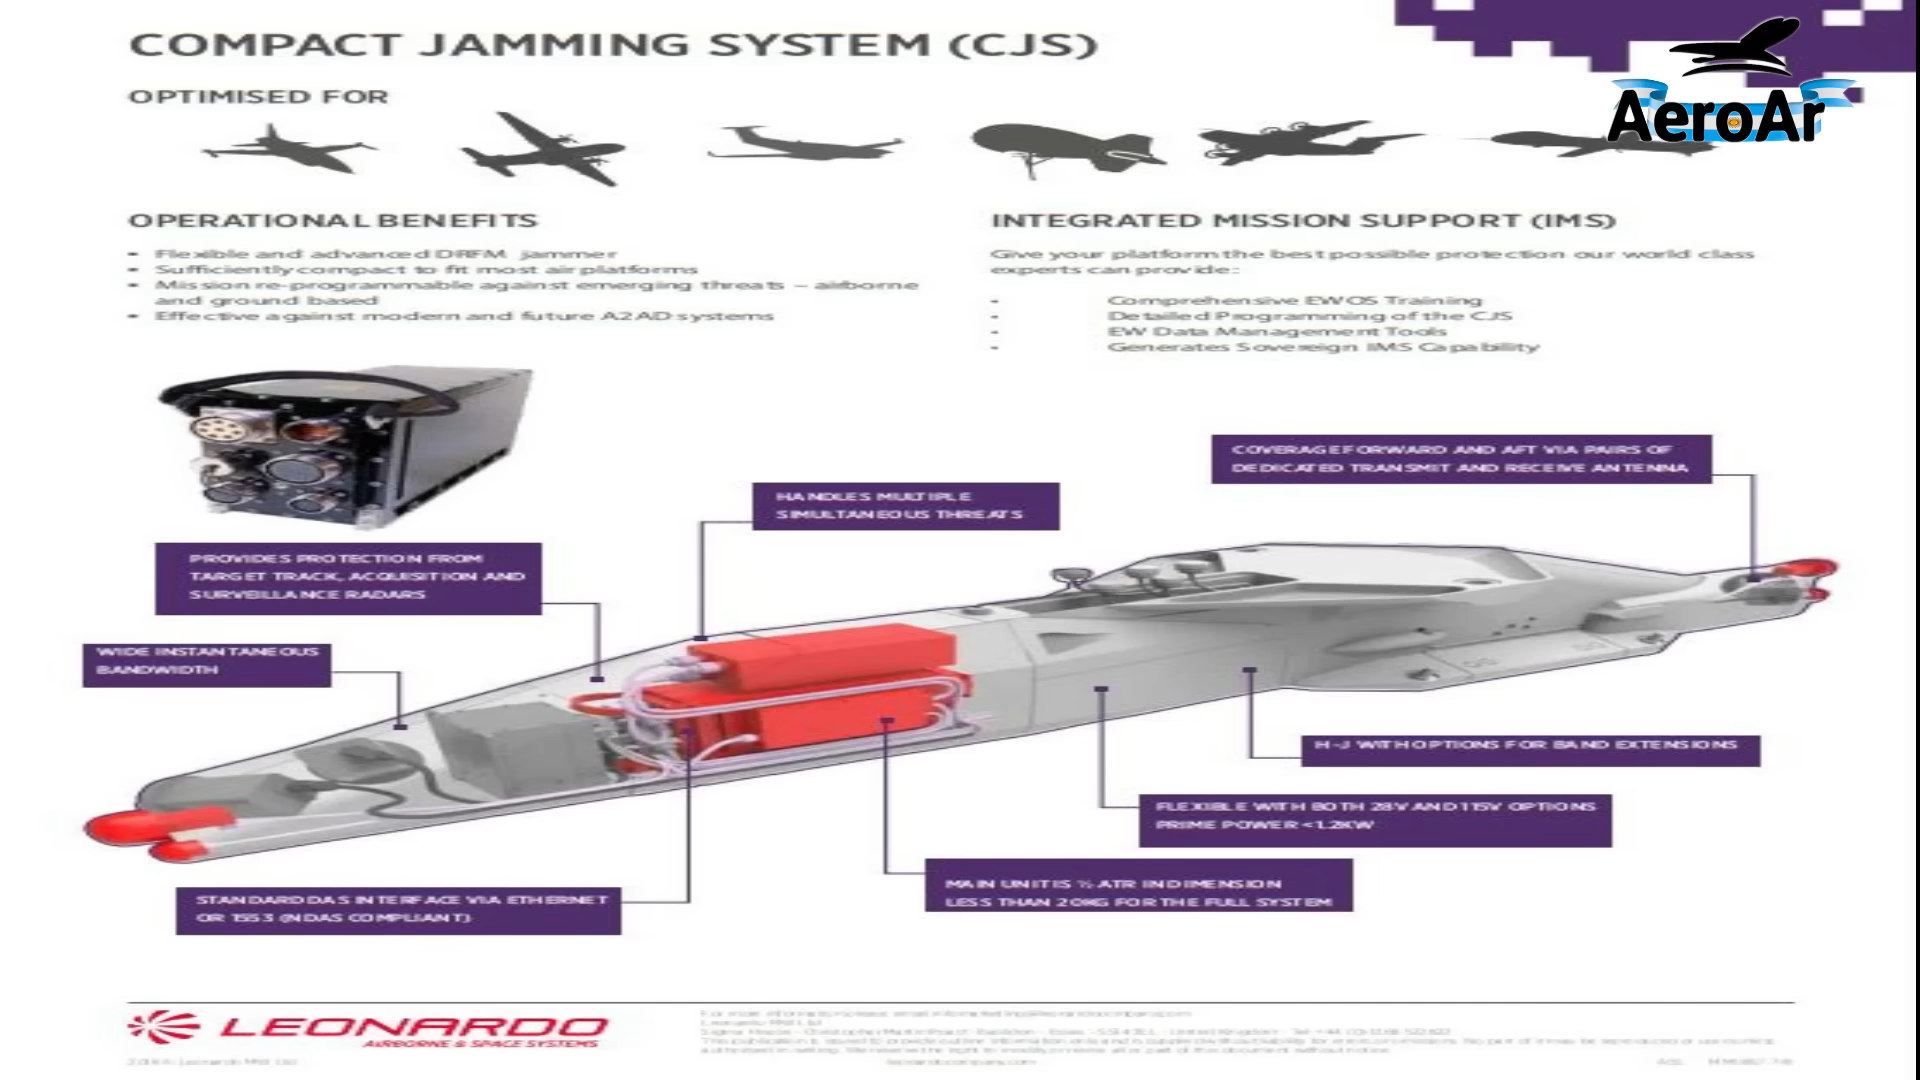 COMPACT JAMMING SYSTEM (CJS)
AeroAr
OPTIMISED FOR
OPERATIONAL BENEFITS
• Flexible and advanced DRFM jammer
• Sufficiently compact to fit most air platforms
• Mission re-programmable against emerging threats – airborne
and ground based
• Effective against modern and future A2AD systems
INTEGRATED MISSION SUPPORT (IMS)
Give your platform the best possible protection our world class
experts can provide:
• Comprehensive EWOS Training
• Detailed Programming of the CJS
• EW Data Management Tools
• Generates Sovereign IMS Capability
COVERAGE FORWARD AND AFT VIA PAIRS OF
DEDICATED TRANSMIT AND RECEIVE ANTENNA
HANDLES MULTIPLE
SIMULTANEOUS THREATS
PROVIDES PROTECTION FROM
TARGET TRACK, ACQUISITION AND
SURVEILLANCE RADARS
WIDE INSTANTANEOUS
BANDWIDTH
H-J WITH OPTIONS FOR BAND EXTENSIONS
FLEXIBLE WITH BOTH 28V AND 115V OPTIONS
PRIME POWER <1.2KW
MAIN UNIT IS ½ ATR IN DIMENSION
LESS THAN 20KG FOR THE FULL SYSTEM
STANDARD DAS INTERFACE VIA ETHERNET
OR 1553 (NDAS COMPLIANT)
LEONARDO
AIRBORNE & SPACE SYSTEMS